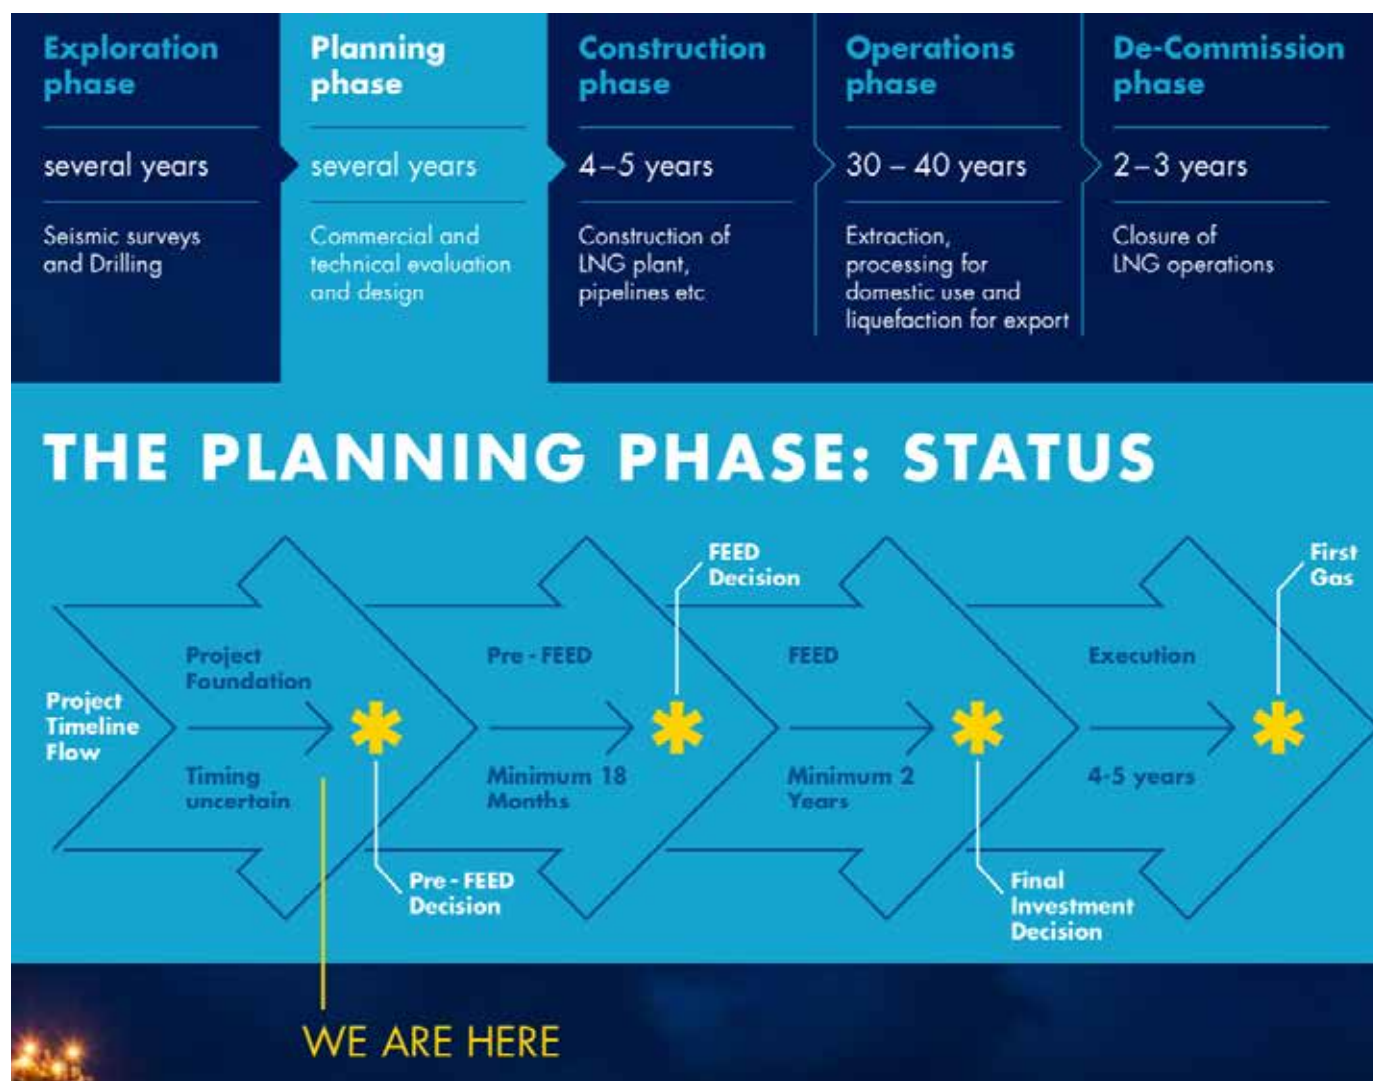 Exploration
phase
several years
Seismic surveys
and Drilling
Planning
phase
several years
Commercial and
technical evaluation
and design
Construction
phase
4–5 years
Construction of
LNG plant,
pipelines etc
Operations
phase
30 – 40 years
Extraction,
processing for
domestic use and
liquefaction for export
De-Commission
phase
2–3 years
Closure of
LNG operations
THE PLANNING PHASE: STATUS
Project
Timeline
Flow
Project
Foundation
Timing
uncertain
Pre-FEED
Decision
Pre-FEED
Minimum 18
Months
FEED
Decision
FEED
Minimum 2
Years
Final
Investment
Decision
Execution
4-5 years
First
Gas
WE ARE HERE